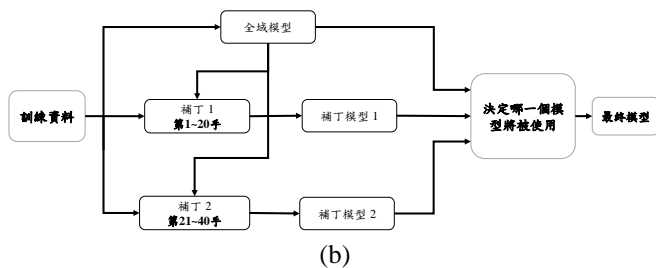 全域模型
訓練資料
補丁 1
第1~20手
補丁模型 1
決定哪一個模
型將被使用
最終模型
補丁 2
第21~40手
補丁模型 2
(b)